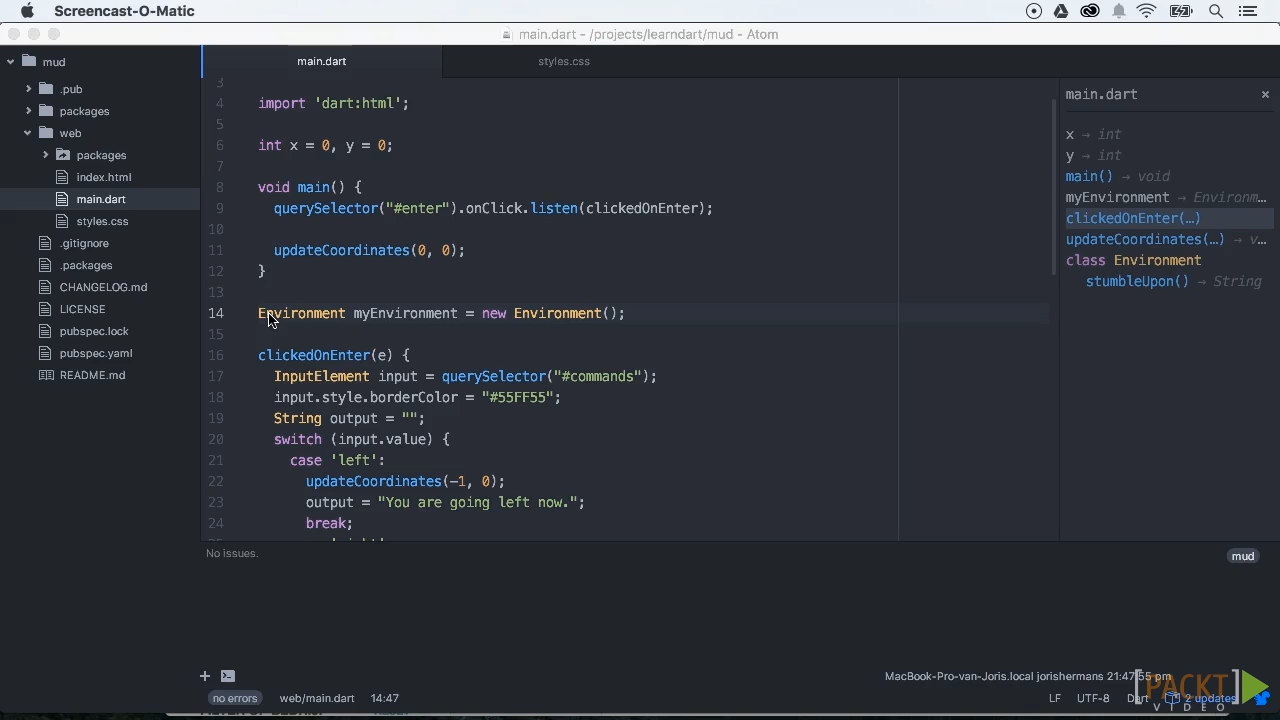 Screencast-O-Matic
main.dart - /projects/learndart/mud - Atom
mud
.pub
packages
web
packages
index.html
main.dart
styles.css
.gitignore
.packages
CHANGELOG.md
LICENSE
pubspec.lock
pubspec.yaml
README.md
main.dart
styles.css
3
4 import 'dart:html';
5
6 int x = 0, y = 0;
7
8 void main() {
9 querySelector("#enter").onClick.listen(clickedOnEnter);
10
11 updateCoordinates(0, 0);
12 }
13
14 Environment myEnvironment = new Environment();
15
16 clickedOnEnter(e) {
17 InputElement input = querySelector("#commands");
18 input.style.borderColor = "#55FF55";
19 String output = "";
20 switch (input.value) {
21 case 'left':
22 updateCoordinates(-1, 0);
23 output = "You are going left now.";
24 break;
main.dart ×
x → int
y → int
main() → void
myEnvironment → Environm…
clickedOnEnter(…)
updateCoordinates(…) → v…
class Environment
stumbleUpon() → String
No issues.
mud
MacBook-Pro-van-Joris.local jorishermans 21:47:55 pm
no errors web/main.dart 14:47
LF UTF-8 Dart 2 updates
[PACKT]
VIDEO